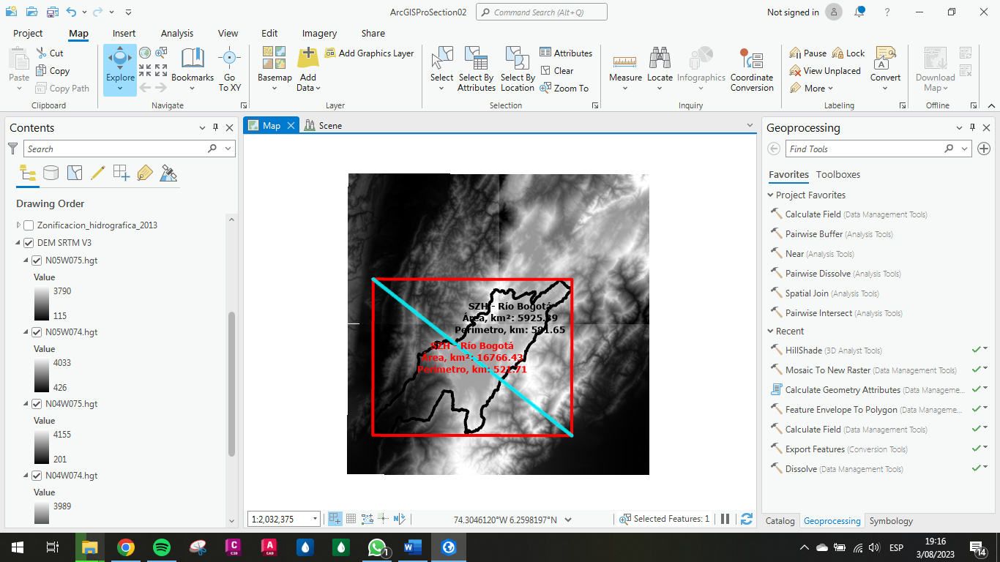 ArcGISProSection02
Command Search (Alt+Q)
Not signed in
?
Project
Map
Insert
Analysis
View
Edit
Imagery
Share
Paste
Cut
Copy
Copy Path
Clipboard
Explore
Bookmarks
Go
To XY
Navigate
Basemap
Add
Data
Add Graphics Layer
Layer
Select
Select By
Attributes
Select By
Location
Attributes
Clear
Zoom To
Selection
Measure
Locate
Infographics
Coordinate
Conversion
Inquiry
Pause
Lock
View Unplaced
More
Convert
Labeling
Download
Map
Offline
Contents
Search
Drawing Order
Zonificacion_hidrografica_2013
DEM SRTM V3
N05W075.hgt
Value
3790
115
N05W074.hgt
Value
4033
426
N04W075.hgt
Value
4155
201
N04W074.hgt
Value
3989
Map
Scene
SZH - Río Bogotá
Área, km²: 5925.89
Perímetro, km: 581.65
SZH - Río Bogotá
Área, km²: 16766.43
Perímetro, km: 521.71
1:2,032,375
74.3046120°W 6.2598197°N
Selected Features: 1
Geoprocessing
Find Tools
Favorites
Toolboxes
Project Favorites
Calculate Field (Data Management Tools)
Pairwise Buffer (Analysis Tools)
Near (Analysis Tools)
Pairwise Dissolve (Analysis Tools)
Spatial Join (Analysis Tools)
Pairwise Intersect (Analysis Tools)
Recent
HillShade (3D Analyst Tools)
Mosaic To New Raster (Data Management Tools)
Calculate Geometry Attributes (Data Manageme...
Feature Envelope To Polygon (Data Manageme...
Calculate Field (Data Management Tools)
Export Features (Conversion Tools)
Dissolve (Data Management Tools)
Catalog
Geoprocessing
Symbology
C
C3D
A
CAD
1
W
ESP
19:16
3/08/2023
14